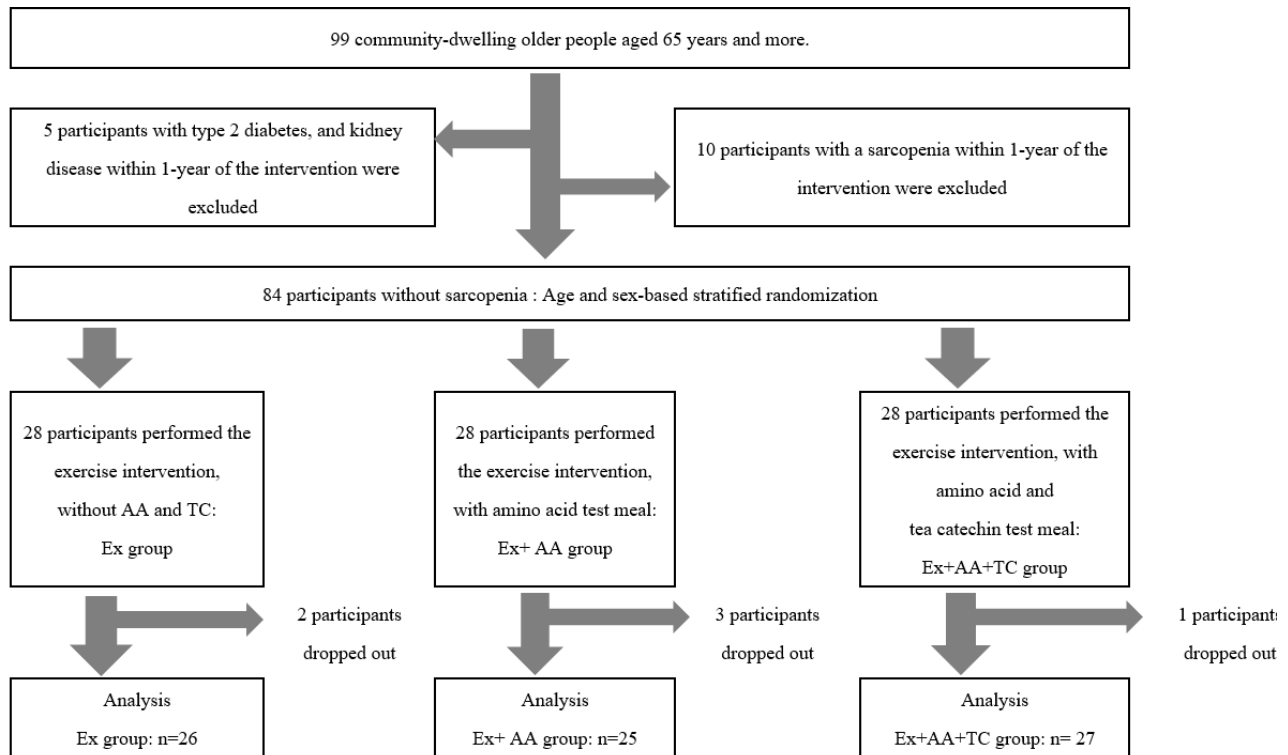 99 community-dwelling older people aged 65 years and more.
5 participants with type 2 diabetes, and kidney
disease within 1-year of the intervention were
excluded
10 participants with a sarcopenia within 1-year of the
intervention were excluded
84 participants without sarcopenia : Age and sex-based stratified randomization
28 participants performed the
exercise intervention,
without AA and TC:
Ex group
28 participants performed
the exercise intervention,
with amino acid test meal:
Ex+ AA group
28 participants performed the
exercise intervention, with
amino acid and
tea catechin test meal:
Ex+AA+TC group
2 participants
dropped out
3 participants
dropped out
1 participants
dropped out
Analysis
Ex group: n=26
Analysis
Ex+ AA group: n=25
Analysis
Ex+AA+TC group: n= 27